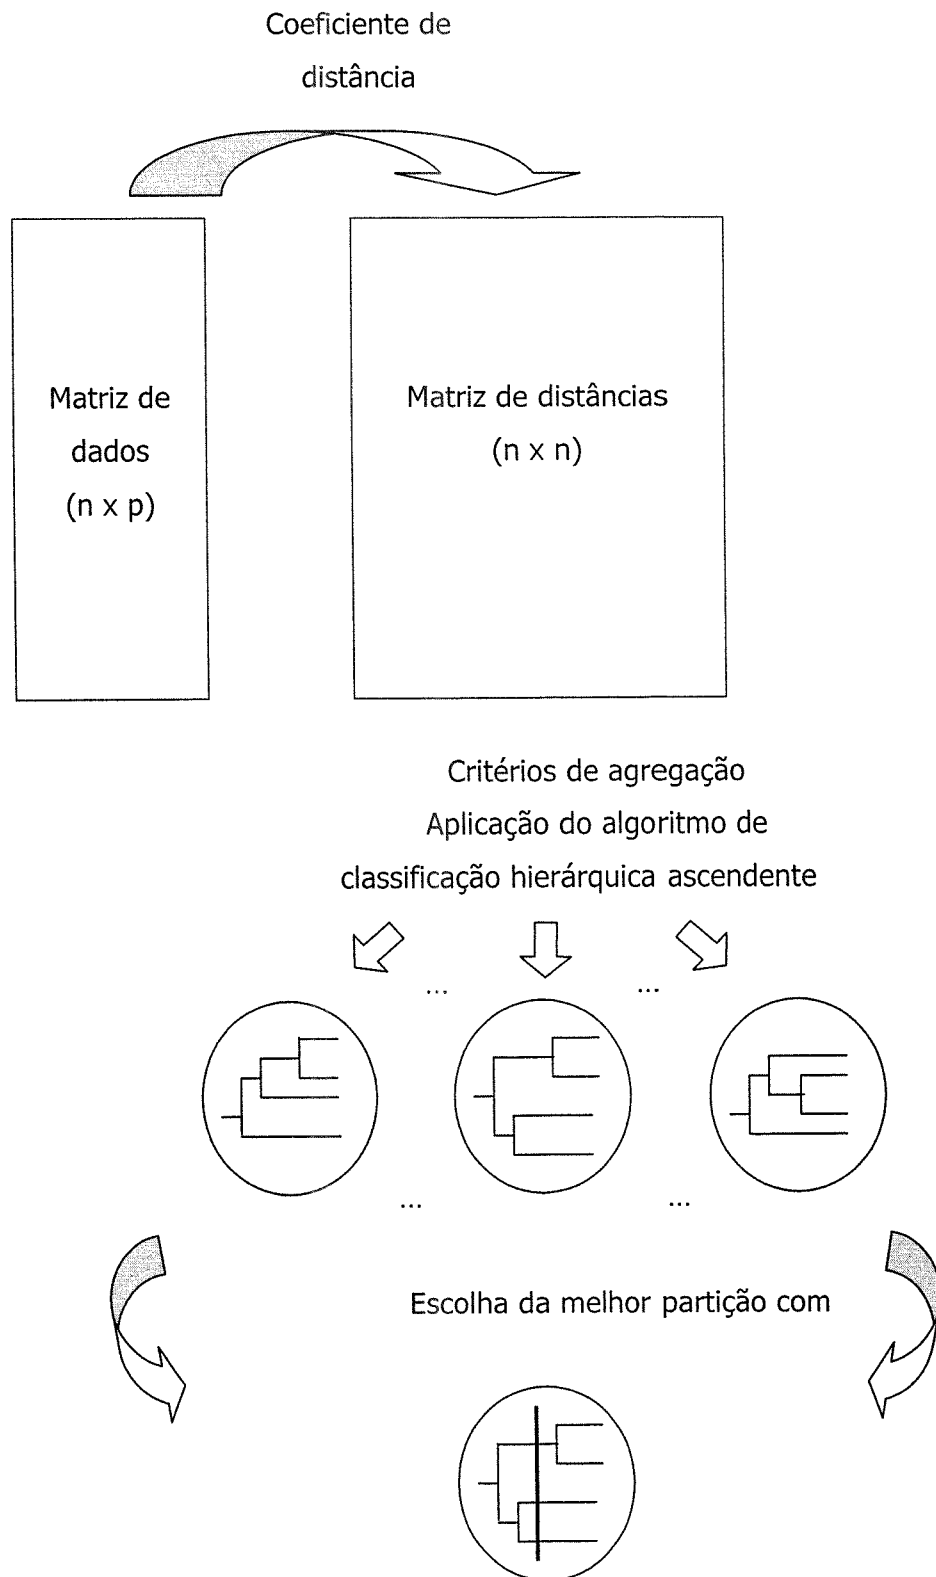 Coeficiente de
distância
Matriz de
dados
(n x p)
Matriz de distâncias
(n x n)
Critérios de agregação
Aplicação do algoritmo de
classificação hierárquica ascendente
... ...
... ...
Escolha da melhor partição com